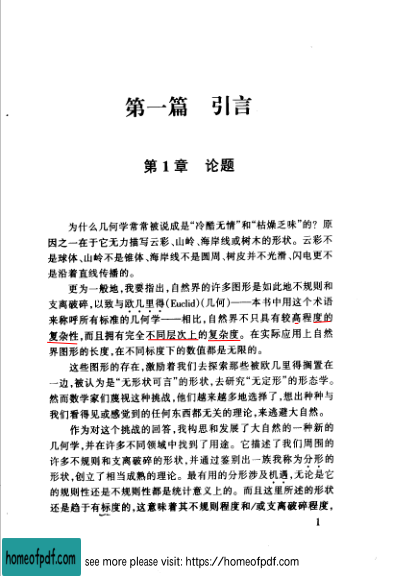 第一篇 引言
第1章 论题
为什么几何学常常被说成是“冷酷无情”和“枯燥乏味”的？原
因之一在于它无力描写云彩、山岭、海岸线或树木的形状。云彩不
是球体、山岭不是锥体、海岸线不是圆周、树皮并不光滑、闪电更不
是沿着直线传播的。
更为一般地，我要指出，自然界的许多图形是如此地不规则和
支离破碎，以致与欧几里得(Euclid)(几何)——本书中用这个术语
来称呼所有标准的几何学——相比，自然界不只具有较高程度的
复杂性，而且拥有完全不同层次上的复杂度。在实际应用上自然
界图形的长度，在不同标度下的数值都是无限的。
这些图形的存在，激励着我们去探索那些被欧几里得搁置在
一边，被认为是“无形状可言”的形状，去研究“无定形”的形态学。
然而数学家们蔑视这种挑战，他们越来越多地选择了，想出种种与
我们看得见或感觉到的任何东西都无关的理论，来逃避大自然。
作为对这个挑战的回答，我构思和发展了大自然的一种新的
几何学，并在许多不同领域中找到了用途。它描述了我们周围的
许多不规则和支离破碎的形状，并通过鉴别出一族我称为分形的
形状，创立了相当成熟的理论。最有用的分形涉及机遇，无论是它
的规则性还是不规则性都是统计意义上的。而且这里所述的形状
还是趋于有标度的，这意味着其不规则程度和/或支离破碎程度，
1
homeofpdf.com
see more please visit: https://homeofpdf.com